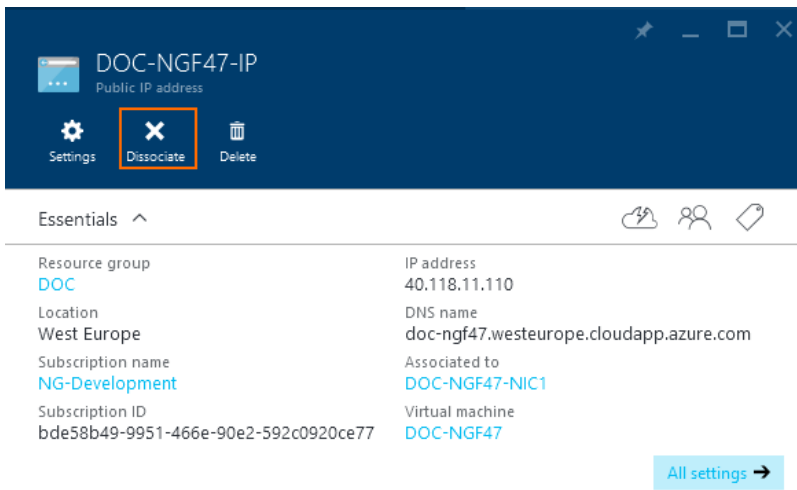 DOC-NGF47-IP
Public IP address
Settings
Dissociate
Delete
Essentials
Resource group
DOC
Location
West Europe
Subscription name
NG-Development
Subscription ID
bde58b49-9951-466e-90e2-592c0920ce77
IP address
40.118.11.110
DNS name
doc-ngf47.westeurope.cloudapp.azure.com
Associated to
DOC-NGF47-NIC1
Virtual machine
DOC-NGF47
All settings